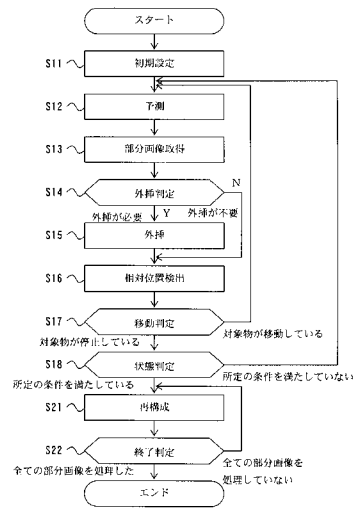 スタート
S11 初期設定
S12 予測
S13 部分画像取得
S14 外挿判定 N
外挿が必要 Y 外挿が不要
S15 外挿
S16 相対位置検出
S17 移動判定
対象物が停止している 対象物が移動している
S18 状態判定
所定の条件を満たしている 所定の条件を満たしていない
S21 再構成
S22 終了判定
全ての部分画像を処理した 全ての部分画像を
処理していない
エンド